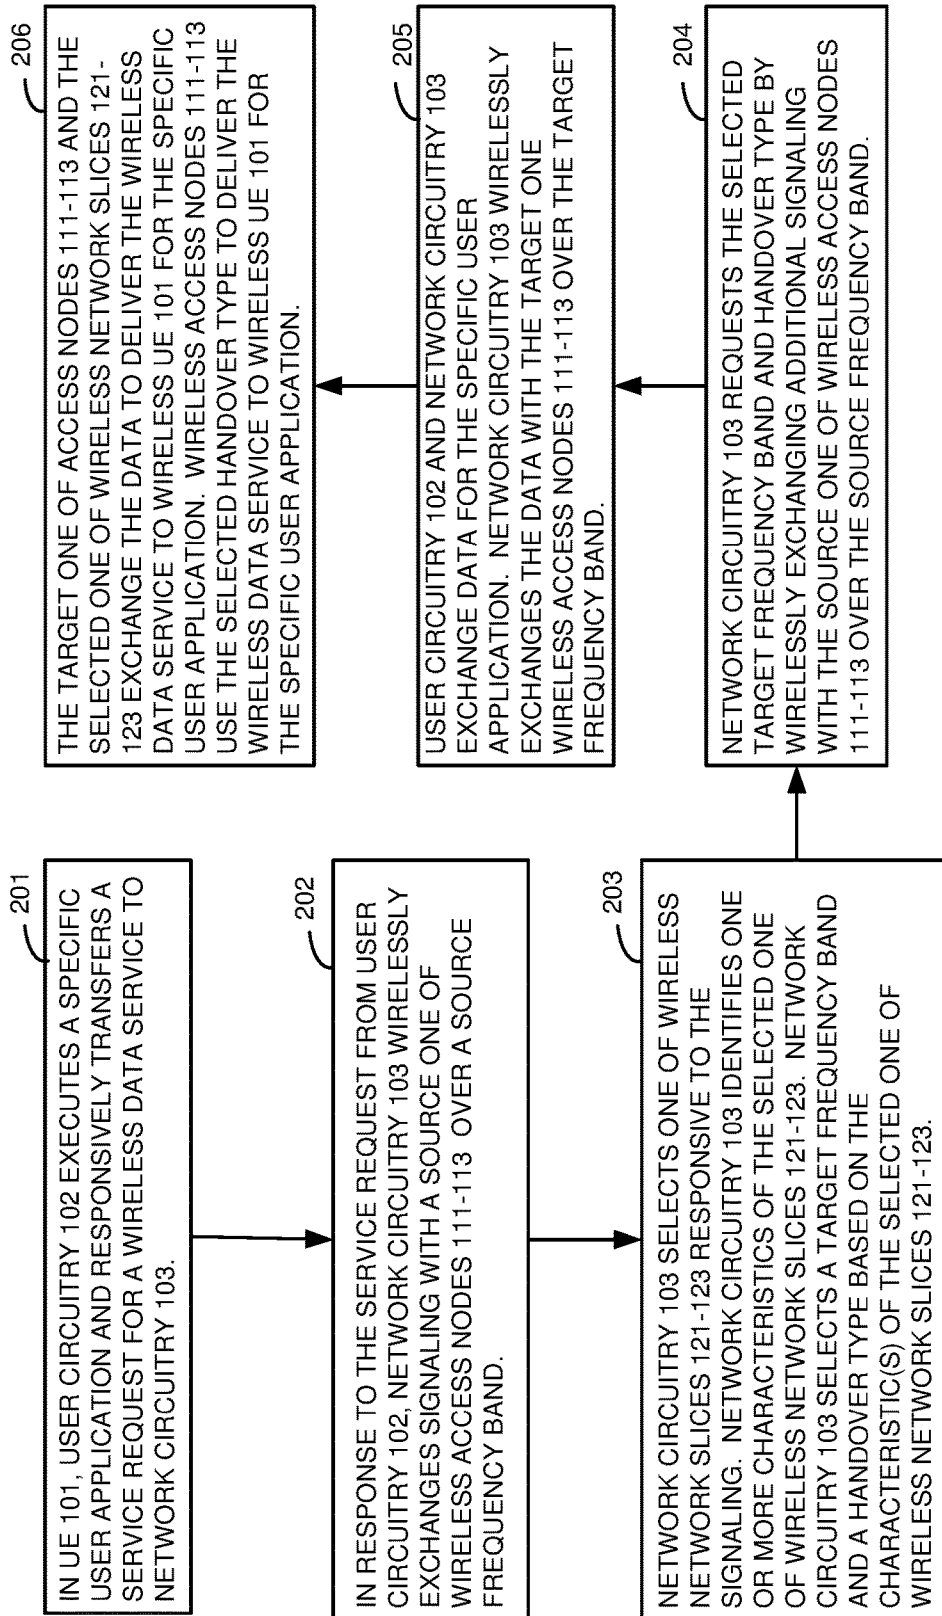 201
IN UE 101, USER CIRCUITRY 102 EXECUTES A SPECIFIC
USER APPLICATION AND RESPONSIVELY TRANSFERS A
SERVICE REQUEST FOR A WIRELESS DATA SERVICE TO
NETWORK CIRCUITRY 103.
202
IN RESPONSE TO THE SERVICE REQUEST FROM USER
CIRCUITRY 102, NETWORK CIRCUITRY 103 WIRELESSLY
EXCHANGES SIGNALING WITH A SOURCE ONE OF
WIRELESS ACCESS NODES 111-113 OVER A SOURCE
FREQUENCY BAND.
203
NETWORK CIRCUITRY 103 SELECTS ONE OF WIRELESS
NETWORK SLICES 121-123 RESPONSIVE TO THE
SIGNALING. NETWORK CIRCUITRY 103 IDENTIFIES ONE
OR MORE CHARACTERISTICS OF THE SELECTED ONE
OF WIRELESS NETWORK SLICES 121-123. NETWORK
CIRCUITRY 103 SELECTS A TARGET FREQUENCY BAND
AND A HANDOVER TYPE BASED ON THE
CHARACTERISTIC(S) OF THE SELECTED ONE OF
WIRELESS NETWORK SLICES 121-123.
204
NETWORK CIRCUITRY 103 REQUESTS THE SELECTED
TARGET FREQUENCY BAND AND HANDOVER TYPE BY
WIRELESSLY EXCHANGING ADDITIONAL SIGNALING
WITH THE SOURCE ONE OF WIRELESS ACCESS NODES
111-113 OVER THE SOURCE FREQUENCY BAND.
205
USER CIRCUITRY 102 AND NETWORK CIRCUITRY 103
EXCHANGE DATA FOR THE SPECIFIC USER
APPLICATION. NETWORK CIRCUITRY 103 WIRELESSLY
EXCHANGES THE DATA WITH THE TARGET ONE
WIRELESS ACCESS NODES 111-113 OVER THE TARGET
FREQUENCY BAND.
206
THE TARGET ONE OF ACCESS NODES 111-113 AND THE
SELECTED ONE OF WIRELESS NETWORK SLICES 121-
123 EXCHANGE THE DATA TO DELIVER THE WIRELESS
DATA SERVICE TO WIRELESS UE 101 FOR THE SPECIFIC
USER APPLICATION. WIRELESS ACCESS NODES 111-113
USE THE SELECTED HANDOVER TYPE TO DELIVER THE
WIRELESS DATA SERVICE TO WIRELESS UE 101 FOR
THE SPECIFIC USER APPLICATION.